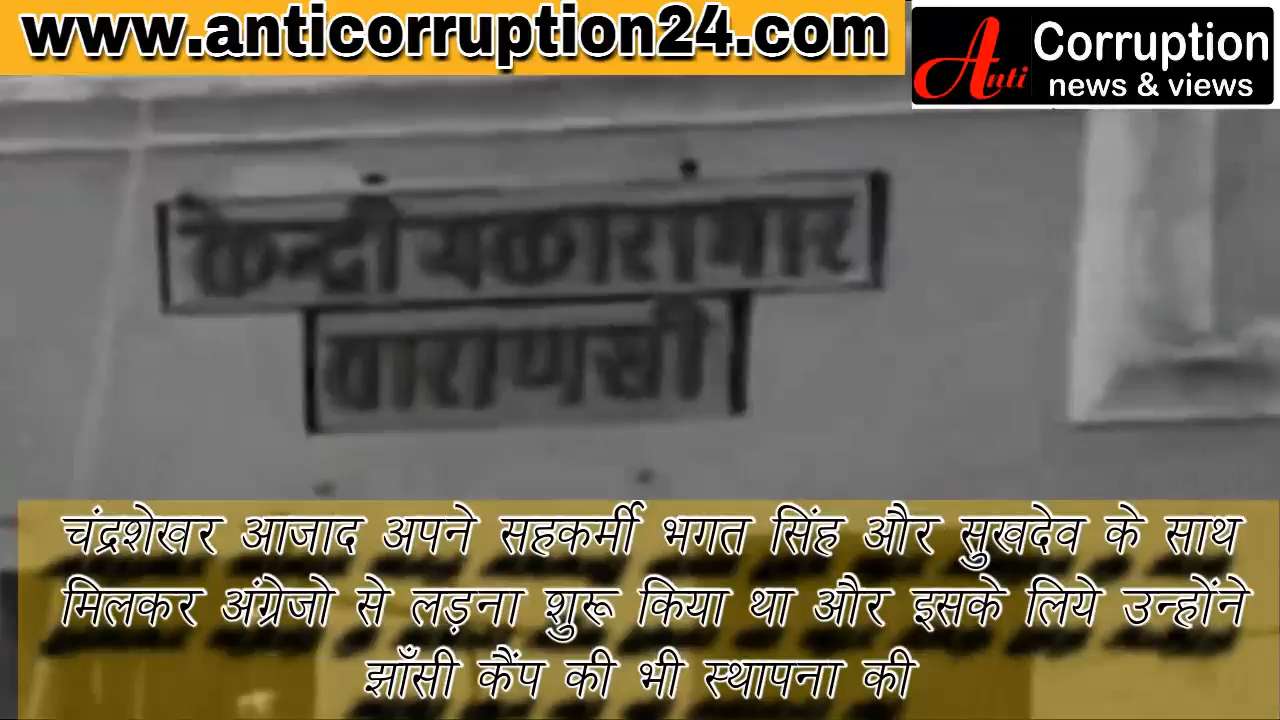 www.anticorruption24.com
Anti Corruption
news & views
केन्द्रीय कारागार
वाराणसी
चंद्रशेखर आजाद अपने सहकर्मी भगत सिंह और सुखदेव के साथ
मिलकर अंग्रेजो से लड़ना शुरू किया था और इसके लिये उन्होंने
झाँसी कैंप की भी स्थापना की